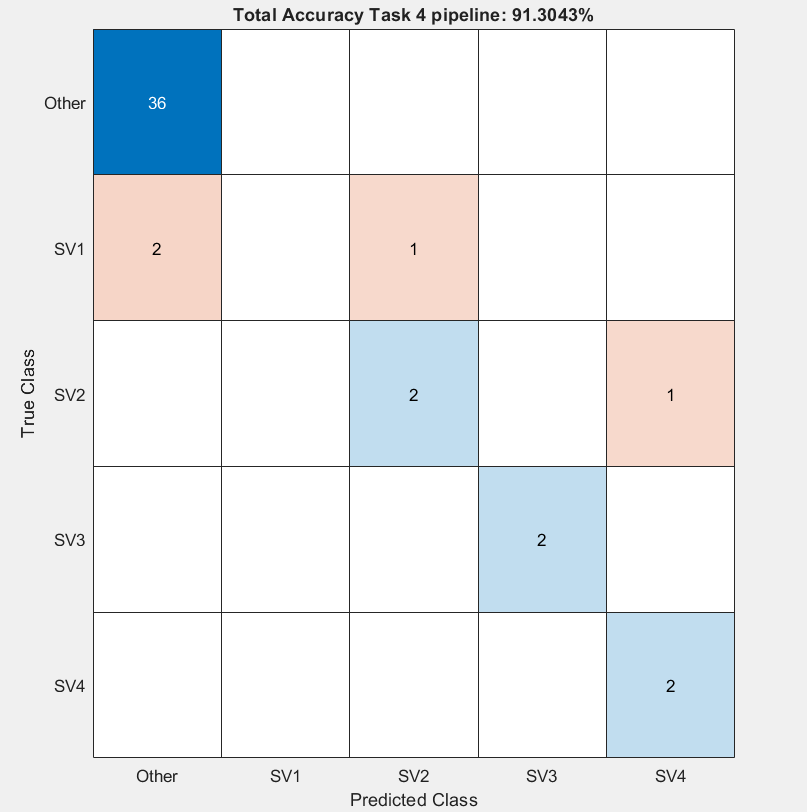 Total Accuracy Task 4 pipeline: 91.3043%
Other
36
SV1
2
1
SV2
2
1
SV3
2
SV4
2
True Class
Other
SV1
SV2
SV3
SV4
Predicted Class